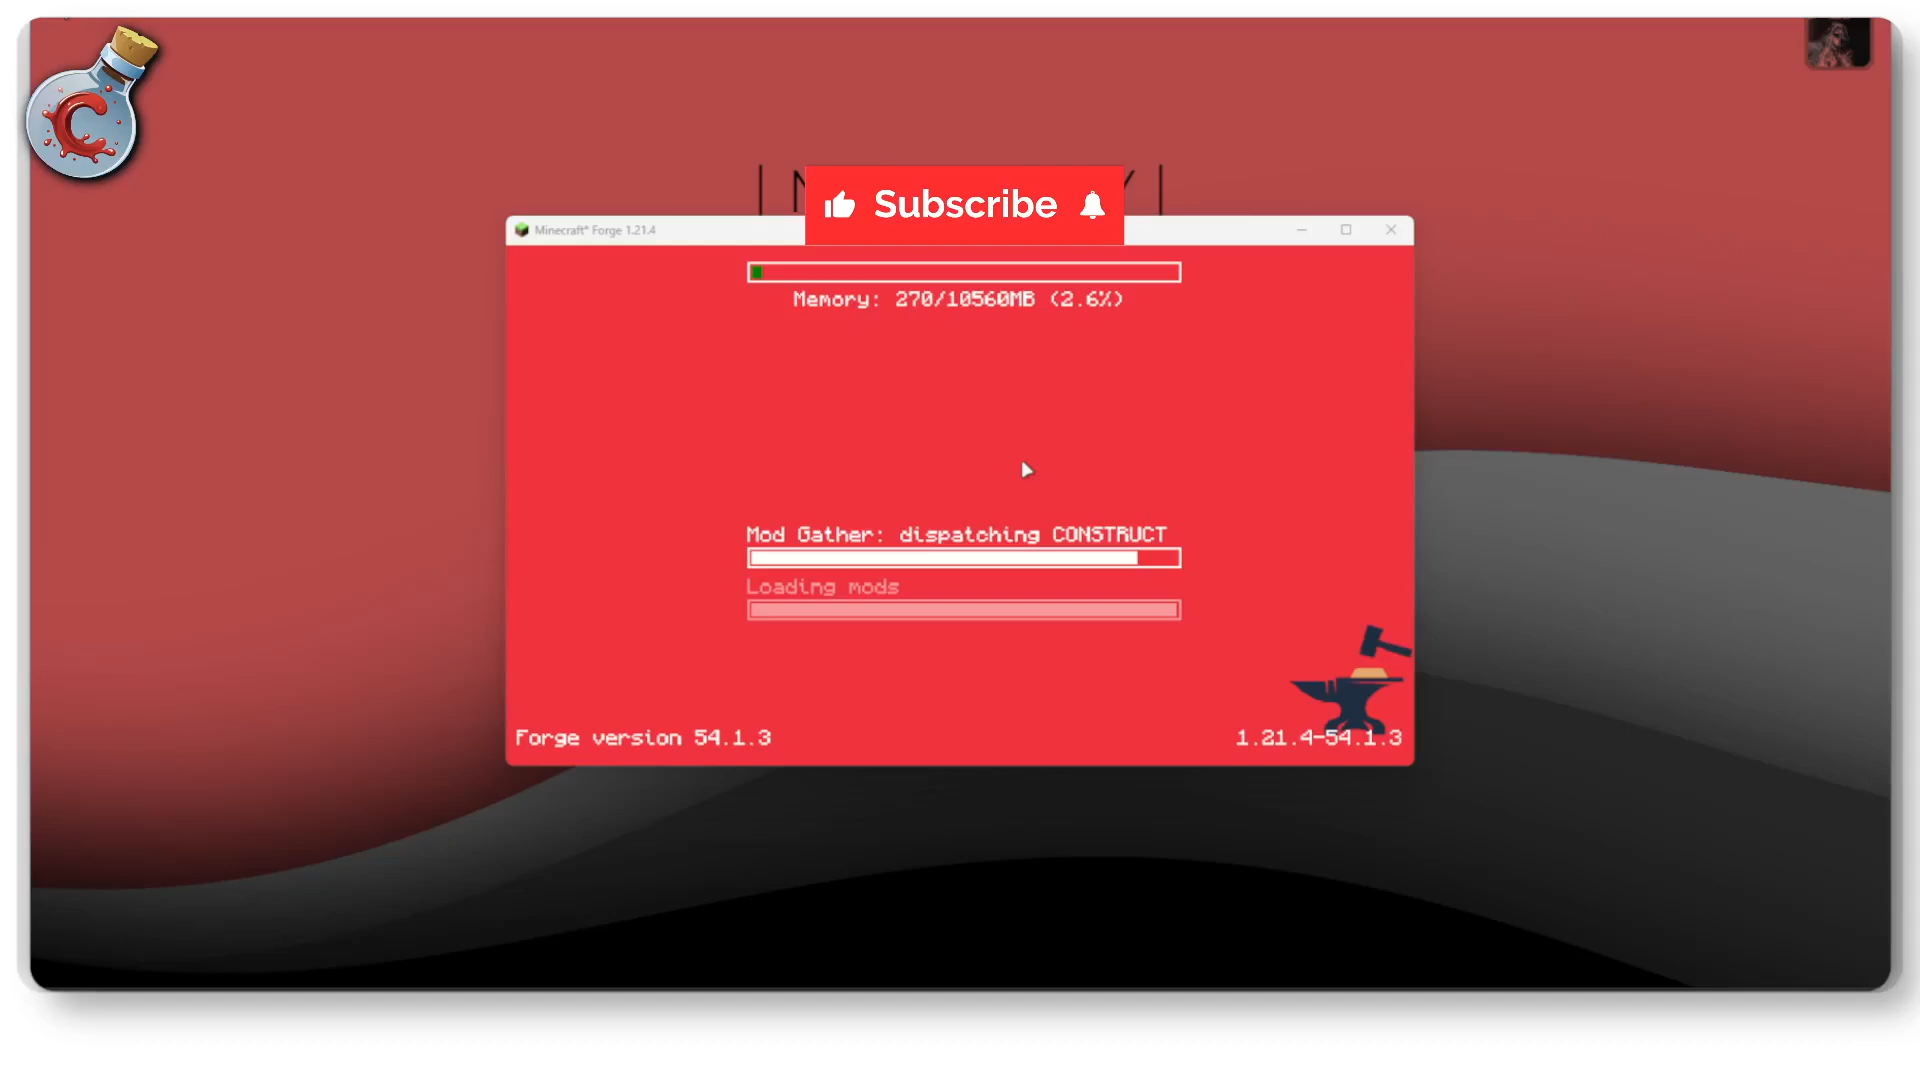 C
Subscribe
Minecraft* Forge 1.21.4
Memory: 270/10560MB (2.6%)
Mod Gather: dispatching CONSTRUCT
Loading mods
Forge version 54.1.3
1.21.4-54.1.3